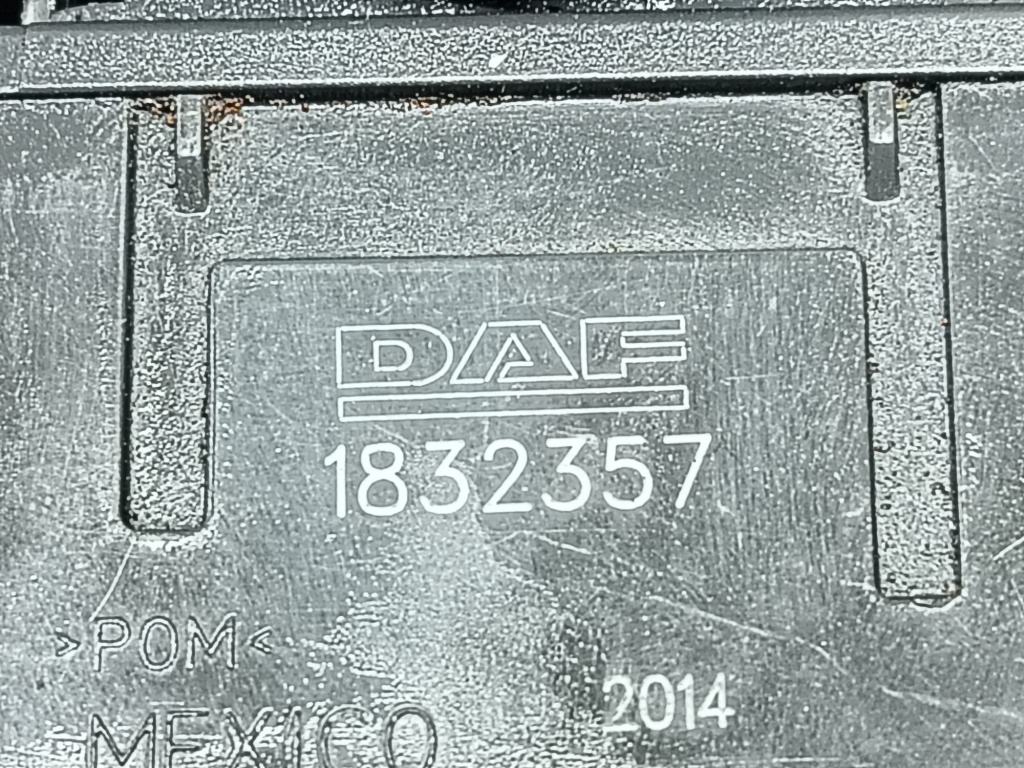 DAF
1832357
>POM<
2014
MEXICO